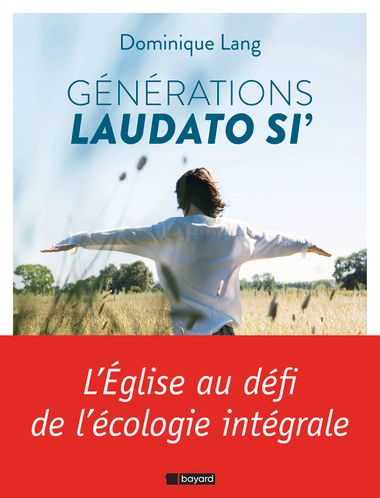 Dominique Lang
GÉNÉRATIONS
LAUDATO SI’
L’Église au défi
de l’écologie intégrale
bayard